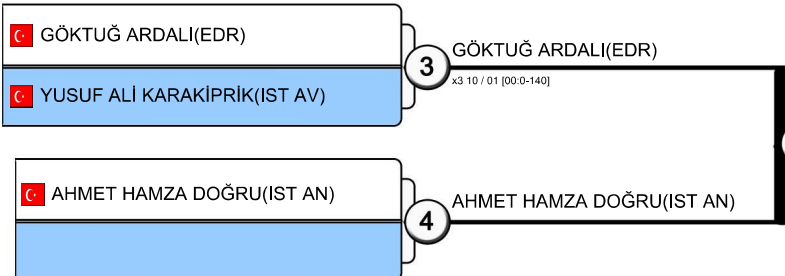 GÖKTUĞ ARDALI(EDR)
YUSUF ALİ KARAKİPRİK(IST AV)
3
GÖKTUĞ ARDALI(EDR)
x3 10 / 01 [00:0-140]
AHMET HAMZA DOĞRU(IST AN)
4
AHMET HAMZA DOĞRU(IST AN)